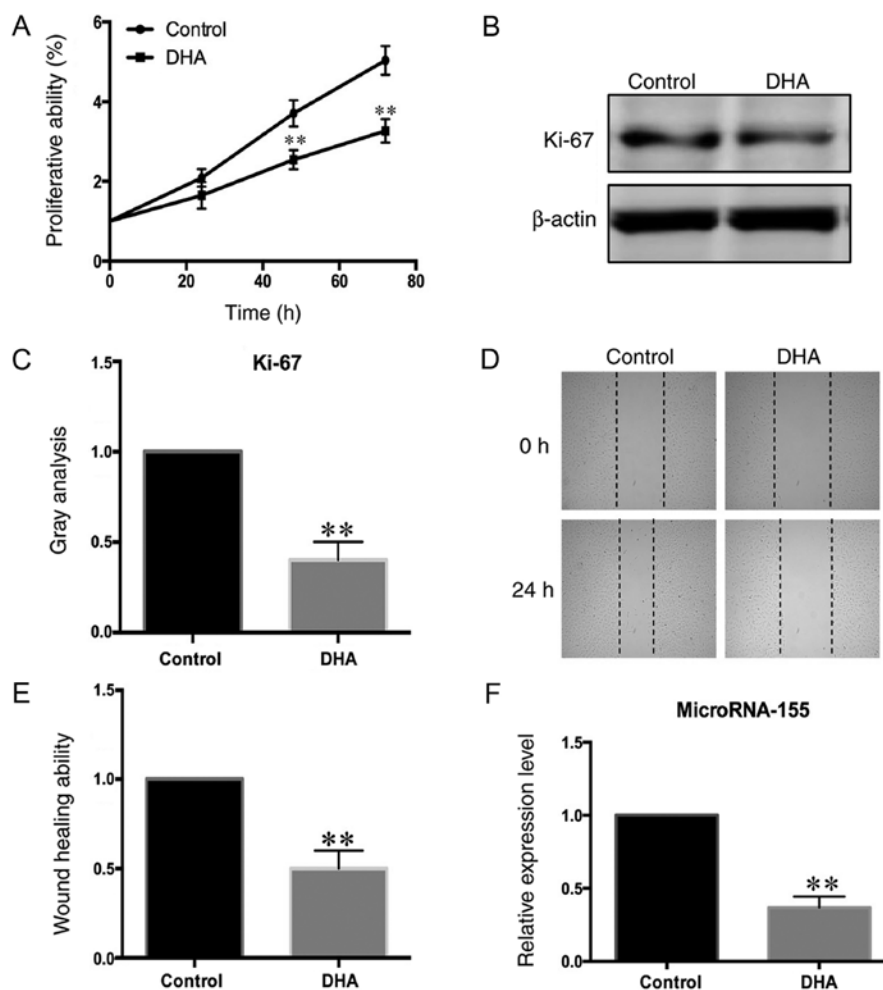 A
Control
DHA
Proliferative ability (%)
6
4
2
0
0 20 40 60 80
**
**
Time (h)
B
Control DHA
Ki-67
β-actin
C
Ki-67
Gray analysis
1.5
1.0
0.5
0.0
**
Control DHA
D
Control DHA
0 h
24 h
E
Wound healing ability
1.5
1.0
0.5
0.0
**
Control DHA
F
MicroRNA-155
Relative expression level
1.5
1.0
0.5
0.0
**
Control DHA